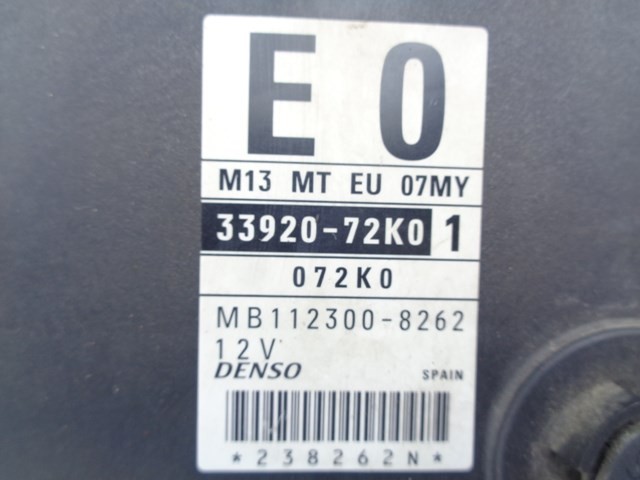 E 0
M13 MT EU 07MY
33920-72K0 1
072K0
MB112300-8262
12V
DENSO SPAIN
*238262N*